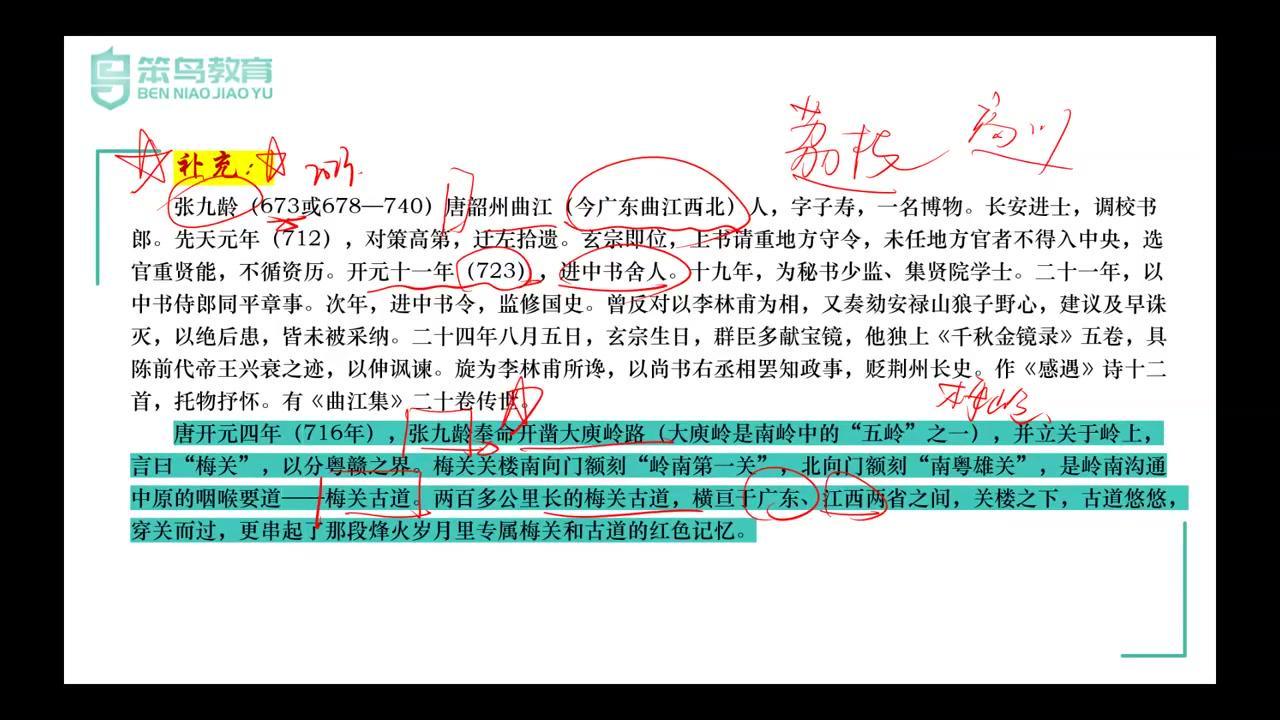 笨鸟教育
BEN NIAO JIAO YU
荔枝
补充：
张九龄（673或678—740）唐韶州曲江（今广东曲江西北）人，字子寿，一名博物。长安进士，调校书
郎。先天元年（712），对策高第，迁左拾遗。玄宗即位，上书请重地方守令，未任地方官者不得入中央，选
官重贤能，不循资历。开元十一年（723），进中书舍人。十九年，为秘书少监、集贤院学士。二十一年，以
中书侍郎同平章事。次年，进中书令，监修国史。曾反对以李林甫为相，又奏劾安禄山狼子野心，建议及早诛
灭，以绝后患，皆未被采纳。二十四年八月五日，玄宗生日，群臣多献宝镜，他独上《千秋金镜录》五卷，具
陈前代帝王兴衰之迹，以伸讽谏。旋为李林甫所谗，以尚书右丞相罢知政事，贬荆州长史。作《感遇》诗十二
首，托物抒怀。有《曲江集》二十卷传世。
梅岭
唐开元四年（716年），张九龄奉命开凿大庾岭路（大庾岭是南岭中的“五岭”之一），并立关于岭上，
言曰“梅关”，以分粤赣之界。梅关关楼南向门额刻“岭南第一关”，北向门额刻“南粤雄关”，是岭南沟通
中原的咽喉要道——梅关古道。两百多公里长的梅关古道，横亘于广东、江西两省之间，关楼之下，古道悠悠，
穿关而过，更串起了那段烽火岁月里专属梅关和古道的红色记忆。